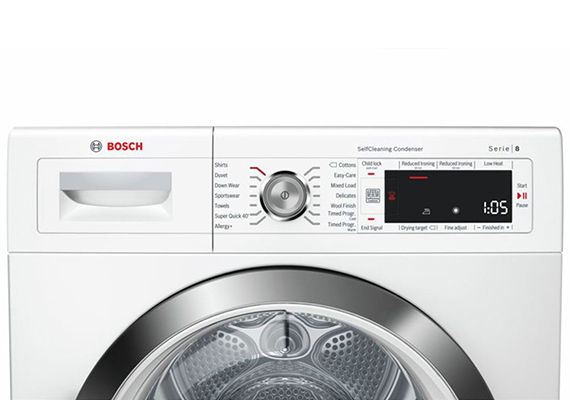 BOSCH
SelfCleaning Condenser
Serie | 8
Shirts
Duvet
Down Wear
Sportswear
Towels
Super Quick 40'
Allergy+
Cottons
Easy-Care
Mixed Load
Delicates
Wool Finish
Timed Progr.
Timed Progr.
Warm
Child lock
Reduced Ironing
Reduced Ironing
Low Heat
1:05
Start
Pause
End Signal
Drying target
Fine adjust
− Finished in +